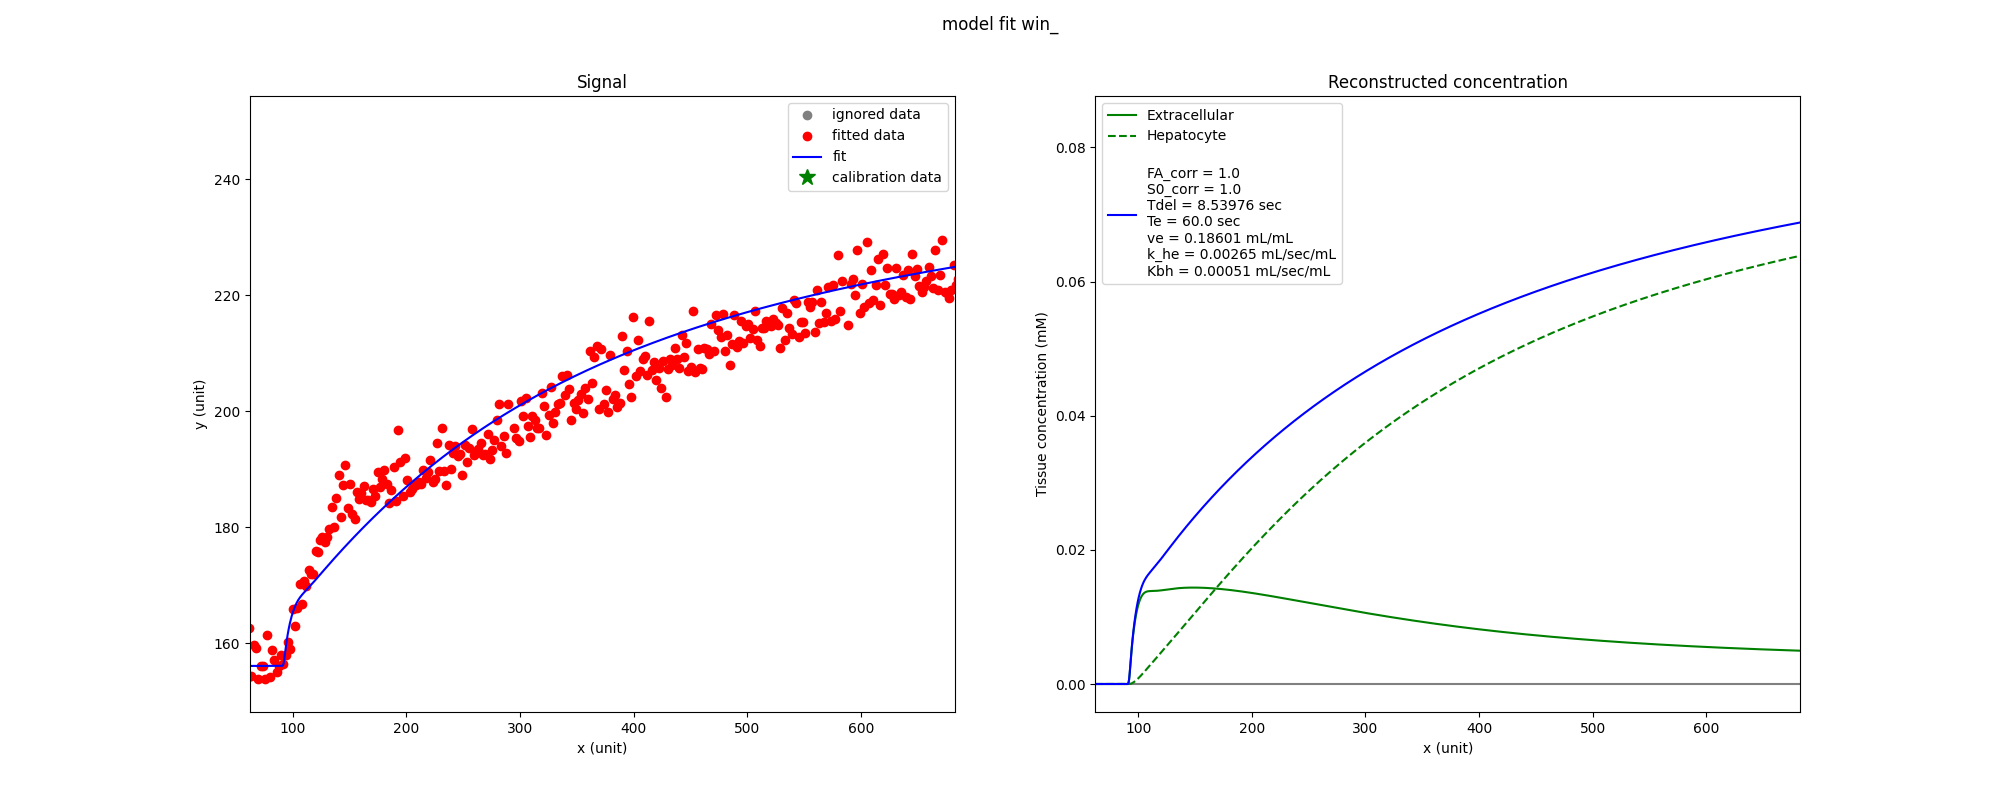 model fit win_
Signal
ignored data
fitted data
fit
calibration data
y (unit)
240
220
200
180
160
100
200
300
400
500
600
x (unit)
Reconstructed concentration
Extracellular
Hepatocyte
FA_corr = 1.0
S0_corr = 1.0
Tdel = 8.53976 sec
Te = 60.0 sec
ve = 0.18601 mL/mL
k_he = 0.00265 mL/sec/mL
Kbh = 0.00051 mL/sec/mL
Tissue concentration (mM)
0.08
0.06
0.04
0.02
0.00
100
200
300
400
500
600
x (unit)